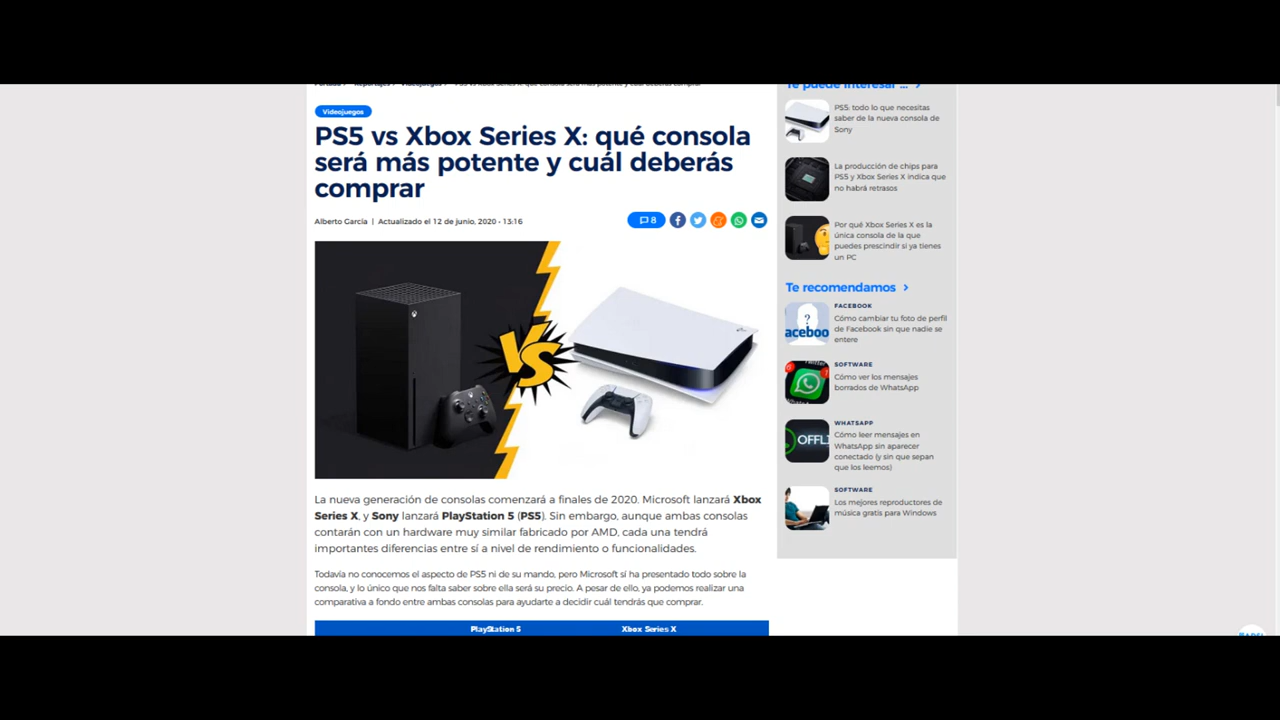 Te puede interesar ... >
Videojuegos
PS5 vs Xbox Series X: qué consola
será más potente y cuál deberás
comprar
Alberto García | Actualizado el 12 de junio, 2020 • 13:16
8
VS
La nueva generación de consolas comenzará a finales de 2020. Microsoft lanzará Xbox
Series X, y Sony lanzará PlayStation 5 (PS5). Sin embargo, aunque ambas consolas
contarán con un hardware muy similar fabricado por AMD, cada una tendrá
importantes diferencias entre sí a nivel de rendimiento o funcionalidades.
Todavía no conocemos el aspecto de PS5 ni de su mando, pero Microsoft sí ha presentado todo sobre la
consola, y lo único que nos falta saber sobre ella será su precio. A pesar de ello, ya podemos realizar una
comparativa a fondo entre ambas consolas para ayudarte a decidir cuál tendrás que comprar.
PlayStation 5 Xbox Series X
PS5: todo lo que necesitas
saber de la nueva consola de
Sony
La producción de chips para
PS5 y Xbox Series X indica que
no habrá retrasos
Por qué Xbox Series X es la
única consola de la que
puedes prescindir si ya tienes
un PC
Te recomendamos >
?
aceboo
FACEBOOK
Cómo cambiar tu foto de perfil
de Facebook sin que nadie se
entere
SOFTWARE
Cómo ver los mensajes
borrados de WhatsApp
OFFLI
WHATSAPP
Cómo leer mensajes en
WhatsApp sin aparecer
conectado (y sin que sepan
que los leemos)
SOFTWARE
Los mejores reproductores de
música gratis para Windows